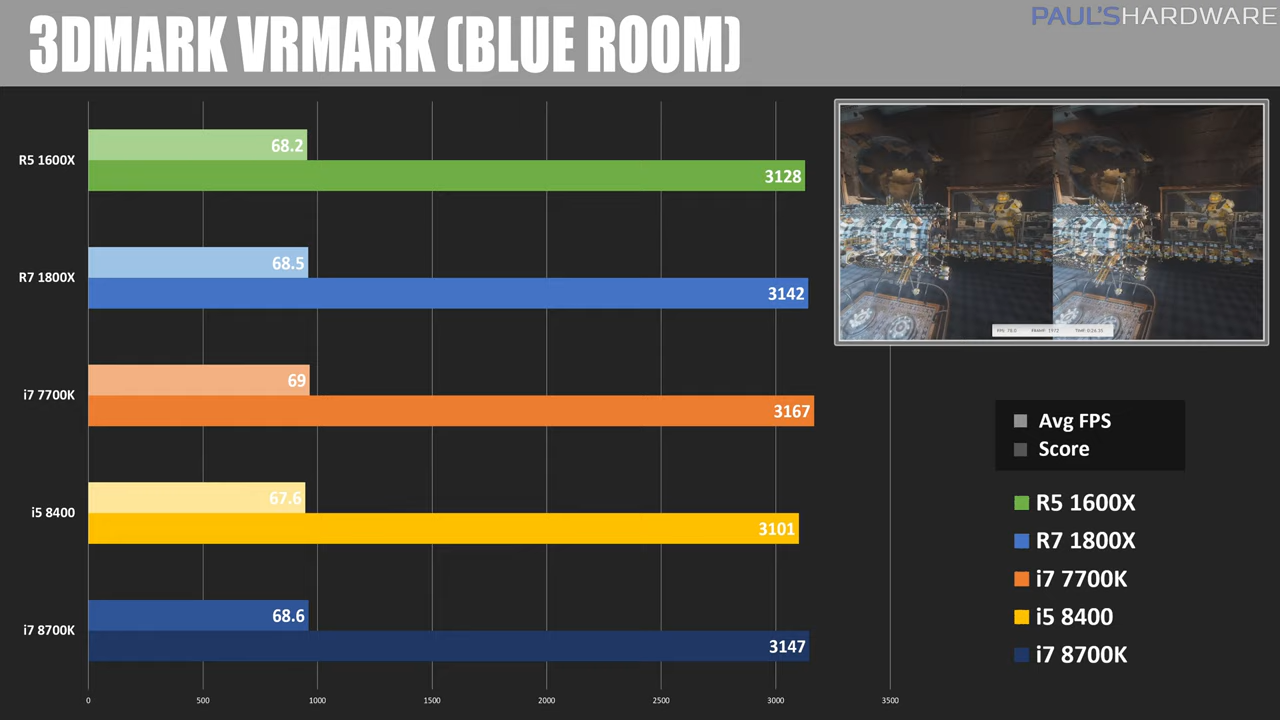 3DMARK VRMARK (BLUE ROOM)
PAUL'SHARDWARE
R5 1600X
68.2
3128
R7 1800X
68.5
3142
i7 7700K
69
3167
i5 8400
67.6
3101
i7 8700K
68.6
3147
0 500 1000 1500 2000 2500 3000 3500
Avg FPS
Score
R5 1600X
R7 1800X
i7 7700K
i5 8400
i7 8700K